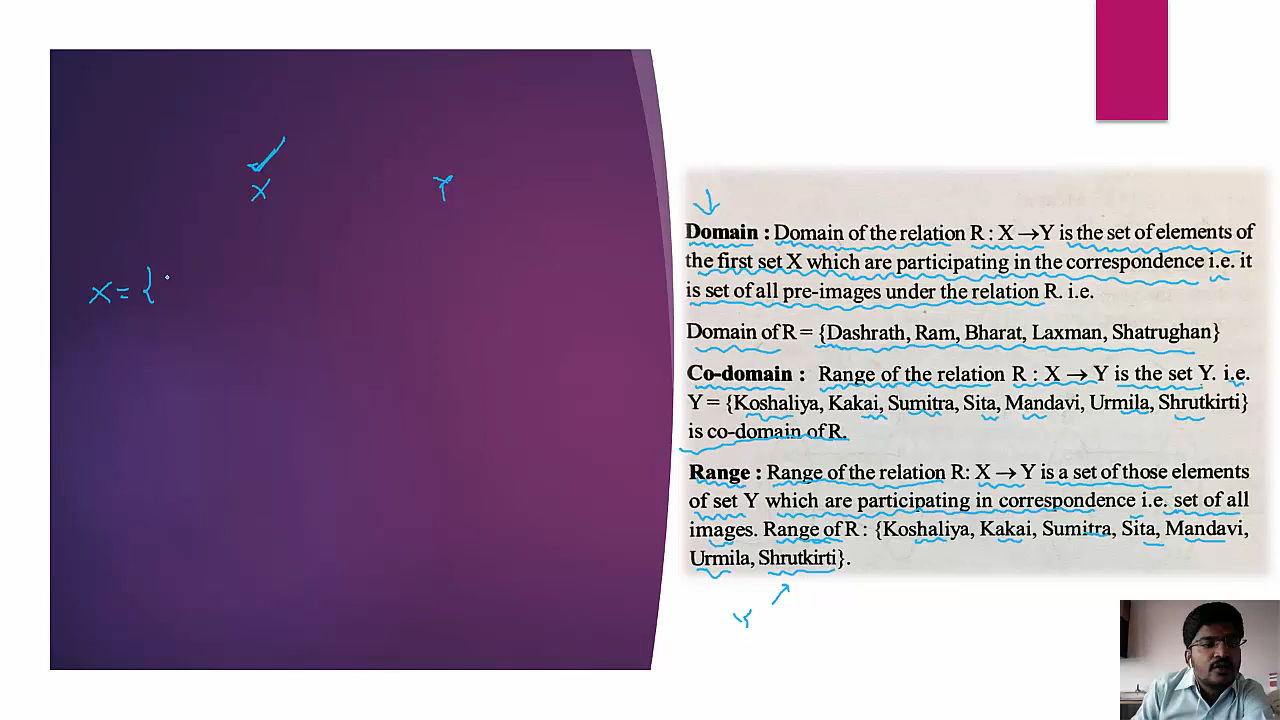 X Y
X = {
Domain : Domain of the relation R : X → Y is the set of elements of
the first set X which are participating in the correspondence i.e. it
is set of all pre-images under the relation R. i.e.
Domain of R = {Dashrath, Ram, Bharat, Laxman, Shatrughan}
Co-domain : Range of the relation R : X → Y is the set Y. i.e.
Y = {Koshaliya, Kakai, Sumitra, Sita, Mandavi, Urmila, Shrutkirti}
is co-domain of R.
Range : Range of the relation R: X → Y is a set of those elements
of set Y which are participating in correspondence i.e. set of all
images. Range of R : {Koshaliya, Kakai, Sumitra, Sita, Mandavi,
Urmila, Shrutkirti}.
Y